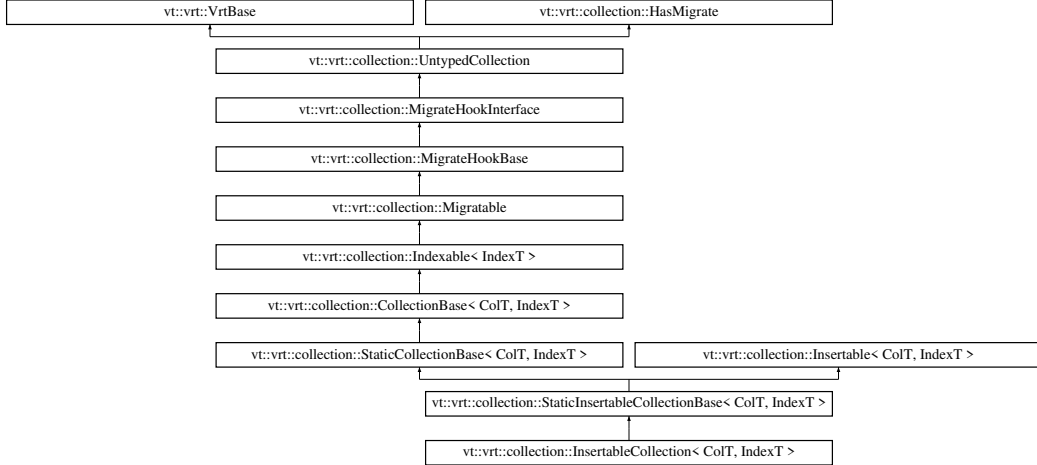 vt::vrt::VrtBase
vt::vrt::collection::HasMigrate
vt::vrt::collection::UntypedCollection
vt::vrt::collection::MigrateHookInterface
vt::vrt::collection::MigrateHookBase
vt::vrt::collection::Migratable
vt::vrt::collection::Indexable< IndexT >
vt::vrt::collection::CollectionBase< ColT, IndexT >
vt::vrt::collection::StaticCollectionBase< ColT, IndexT >
vt::vrt::collection::Insertable< ColT, IndexT >
vt::vrt::collection::StaticInsertableCollectionBase< ColT, IndexT >
vt::vrt::collection::InsertableCollection< ColT, IndexT >